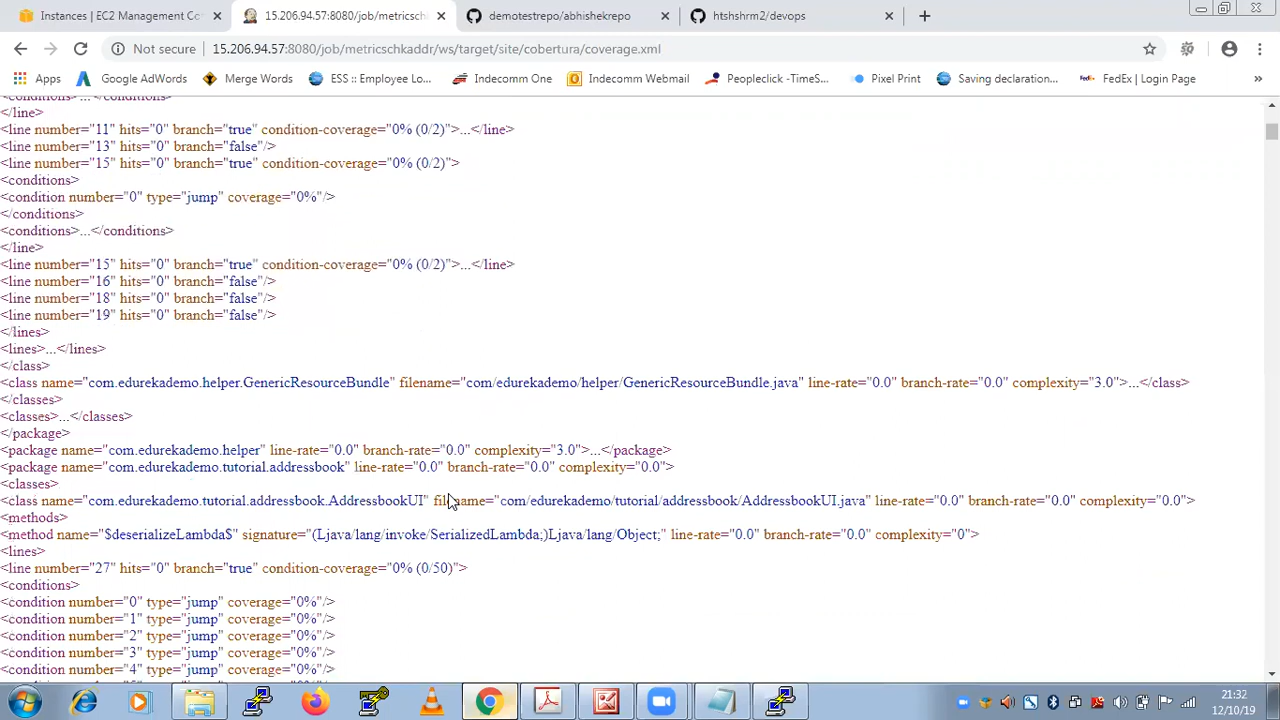 Instances | EC2 Management Co
15.206.94.57:8080/job/metricsch
demotestrepo/abhishekrepo
htshshrm2/devops
Not secure
15.206.94.57:8080/job/metricschkaddr/ws/target/site/cobertura/coverage.xml
Apps
Google AdWords
Merge Words
ESS :: Employee Lo...
Indecomm One
Indecomm Webmail
Peopleclick -TimeS...
Pixel Print
Saving declaration...
FedEx | Login Page
»
<conditions>...</conditions>
</line>
<line number="11" hits="0" branch="true" condition-coverage="0% (0/2)">...</line>
<line number="13" hits="0" branch="false"/>
<line number="15" hits="0" branch="true" condition-coverage="0% (0/2)">
<conditions>
<condition number="0" type="jump" coverage="0%"/>
</conditions>
<conditions>...</conditions>
</line>
<line number="15" hits="0" branch="true" condition-coverage="0% (0/2)">...</line>
<line number="16" hits="0" branch="false"/>
<line number="18" hits="0" branch="false"/>
<line number="19" hits="0" branch="false"/>
</lines>
<lines>...</lines>
</class>
<class name="com.edurekademo.helper.GenericResourceBundle" filename="com/edurekademo/helper/GenericResourceBundle.java" line-rate="0.0" branch-rate="0.0" complexity="3.0">...</class>
</classes>
<classes>...</classes>
</package>
<package name="com.edurekademo.helper" line-rate="0.0" branch-rate="0.0" complexity="3.0">...</package>
<package name="com.edurekademo.tutorial.addressbook" line-rate="0.0" branch-rate="0.0" complexity="0.0">
<classes>
<class name="com.edurekademo.tutorial.addressbook.AddressbookUI" filename="com/edurekademo/tutorial/addressbook/AddressbookUI.java" line-rate="0.0" branch-rate="0.0" complexity="0.0">
<methods>
<method name="$deserializeLambda$" signature="(Ljava/lang/invoke/SerializedLambda;)Ljava/lang/Object;" line-rate="0.0" branch-rate="0.0" complexity="0">
<lines>
<line number="27" hits="0" branch="true" condition-coverage="0% (0/50)">
<conditions>
<condition number="0" type="jump" coverage="0%"/>
<condition number="1" type="jump" coverage="0%"/>
<condition number="2" type="jump" coverage="0%"/>
<condition number="3" type="jump" coverage="0%"/>
<condition number="4" type="jump" coverage="0%"/>
21:32
12/10/19